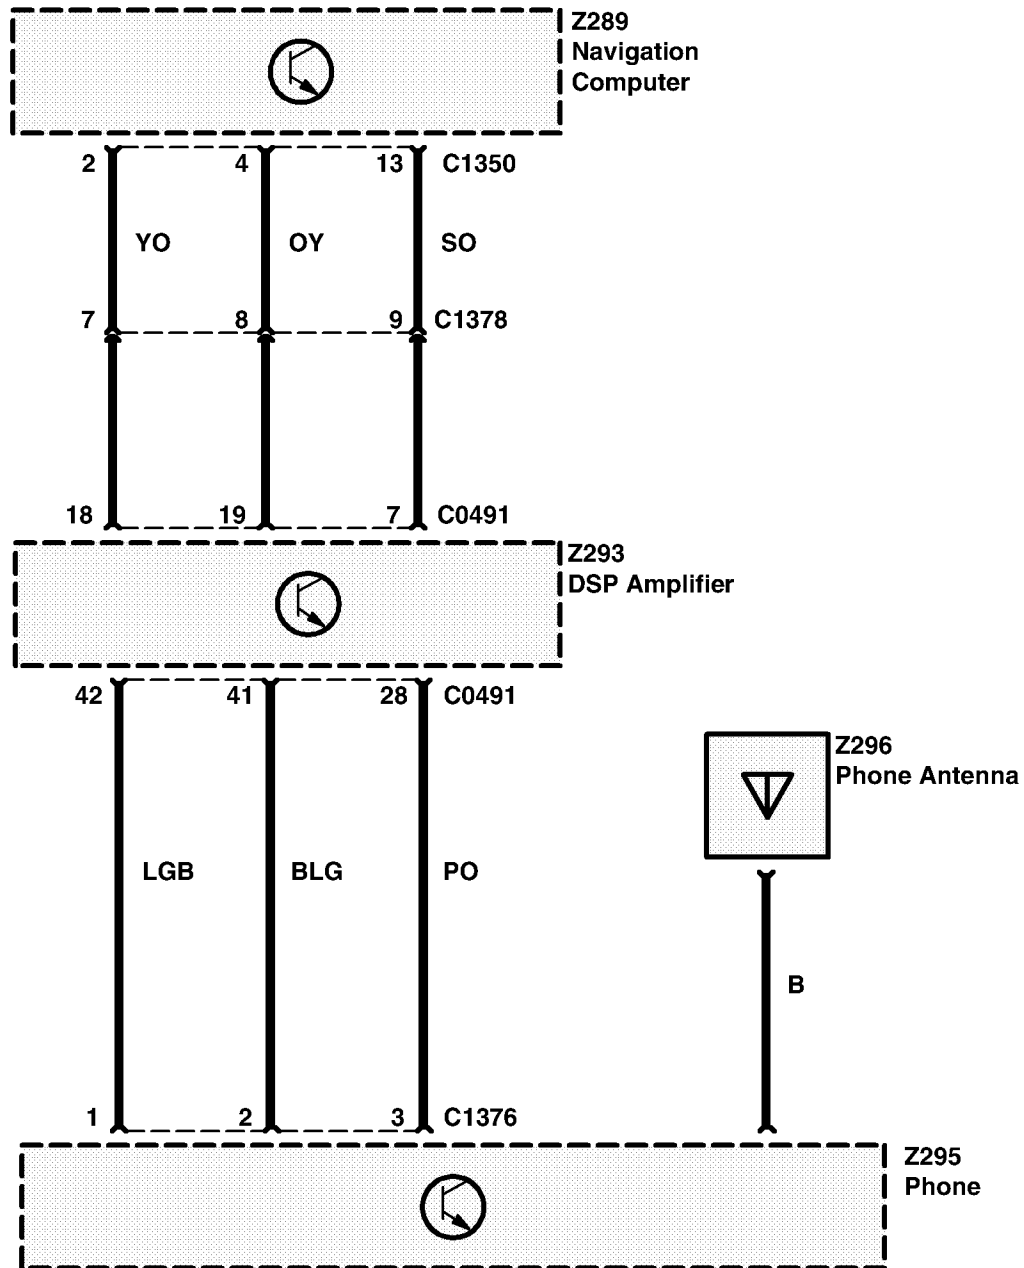 Z289
Navigation
Computer
2 4 13 C1350
YO OY SO
7 8 9 C1378
18 19 7 C0491
Z293
DSP Amplifier
42 41 28 C0491
Z296
Phone Antenna
LGB BLG PO
B
1 2 3 C1376
Z295
Phone